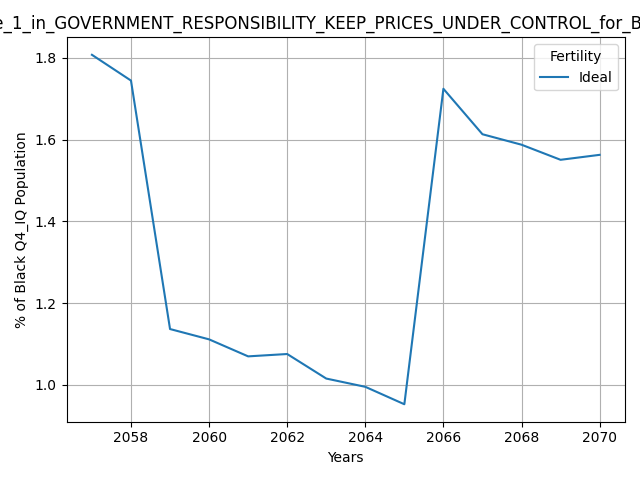 e_1_in_GOVERNMENT_RESPONSIBILITY_KEEP_PRICES_UNDER_CONTROL_for_B
Fertility
Ideal
% of Black Q4_IQ Population
1.8
1.6
1.4
1.2
1.0
2058 2060 2062 2064 2066 2068 2070
Years